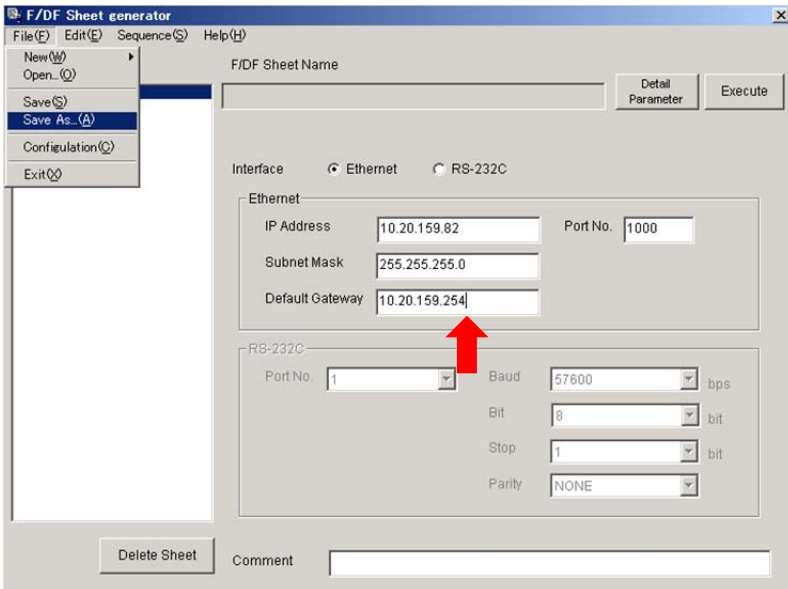 F/DF Sheet generator
File(F) Edit(E) Sequence(S) Help(H)
New(W)
Open...(O)
Save(S)
Save As...(A)
Configulation(C)
Exit(X)
F/DF Sheet Name
Detail
Parameter
Execute
Interface Ethernet RS-232C
Ethernet
IP Address 10.20.159.82 Port No. 1000
Subnet Mask 255.255.255.0
Default Gateway 10.20.159.254
RS-232C
Port No. 1 Baud 57600 bps
Bit 8 bit
Stop 1 bit
Parity NONE
Delete Sheet Comment